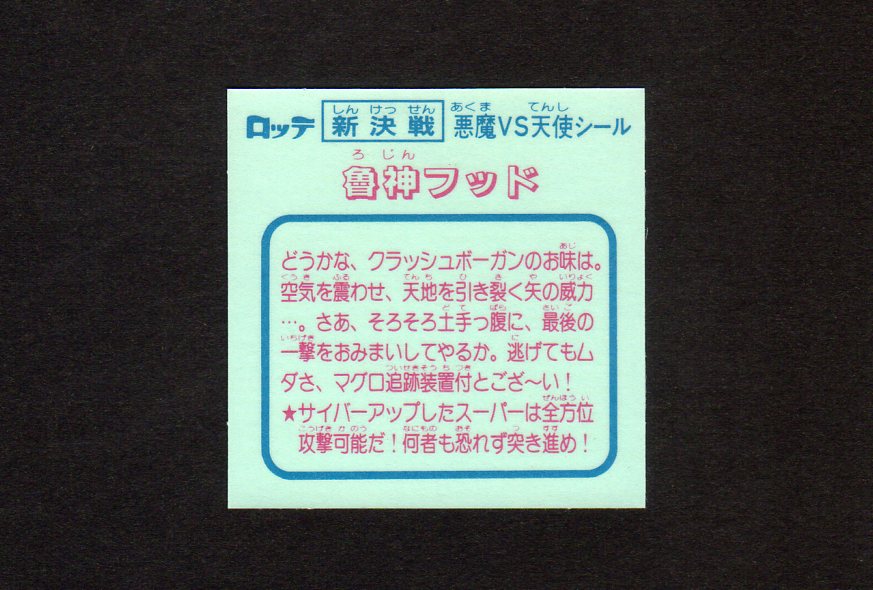 ロッテ 新決戦 悪魔VS天使シール
魯神フッド
どうかな、クラッシュボーガンのお味は。
空気を震わせ、天地を引き裂く矢の威力
…。さあ、そろそろ土手っ腹に、最後の
一撃をおみまいしてやるか。逃げてもム
ダさ、マグロ追跡装置付とござ～い！
★サイバーアップしたスーパーは全方位
攻撃可能だ！何者も恐れず突き進め！